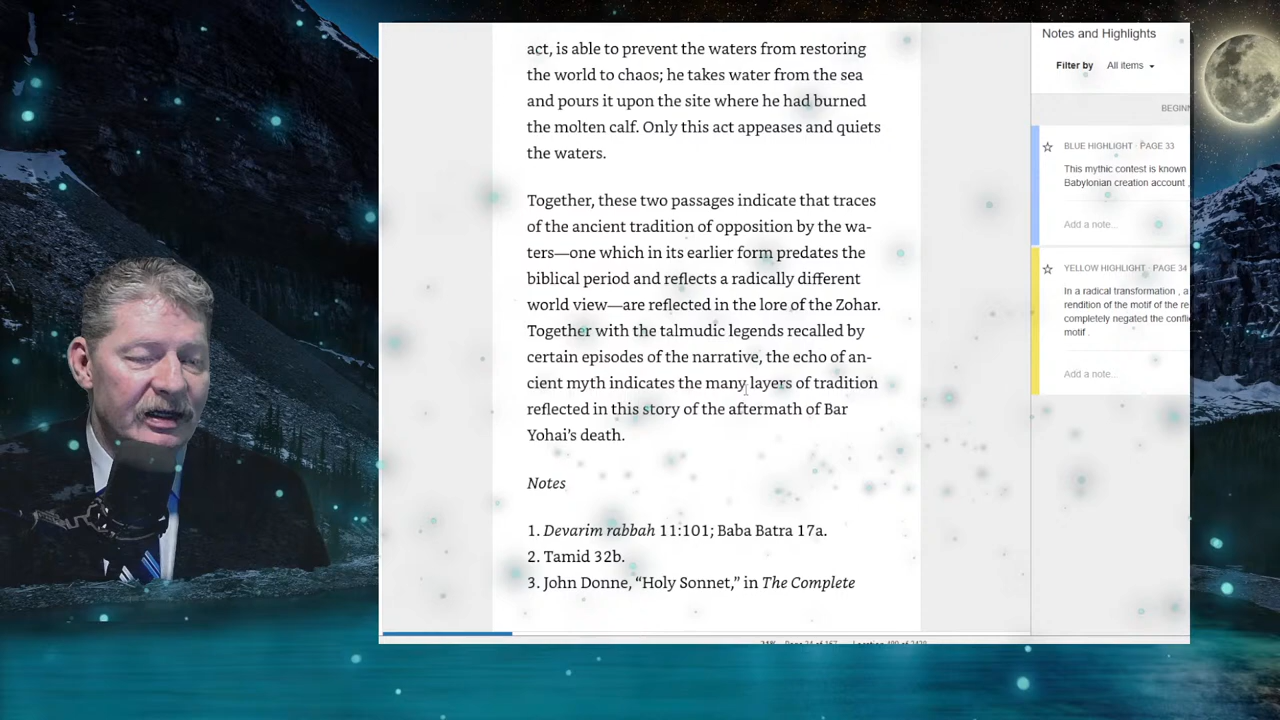 act, is able to prevent the waters from restoring
the world to chaos; he takes water from the sea
and pours it upon the site where he had burned
the molten calf. Only this act appeases and quiets
the waters.
Together, these two passages indicate that traces
of the ancient tradition of opposition by the wa-
ters—one which in its earlier form predates the
biblical period and reflects a radically different
world view—are reflected in the lore of the Zohar.
Together with the talmudic legends recalled by
certain episodes of the narrative, the echo of an-
cient myth indicates the many layers of tradition
reflected in this story of the aftermath of Bar
Yohai's death.
Notes
1. Devarim rabbah 11:101; Baba Batra 17a.
2. Tamid 32b.
3. John Donne, “Holy Sonnet,” in The Complete
Notes and Highlights
Filter by All items
BEGINN
BLUE HIGHLIGHT · PAGE 33
This mythic contest is known
Babylonian creation account ,
Add a note...
YELLOW HIGHLIGHT · PAGE 34
In a radical transformation , a
rendition of the motif of the re
completely negated the confli
motif .
Add a note...